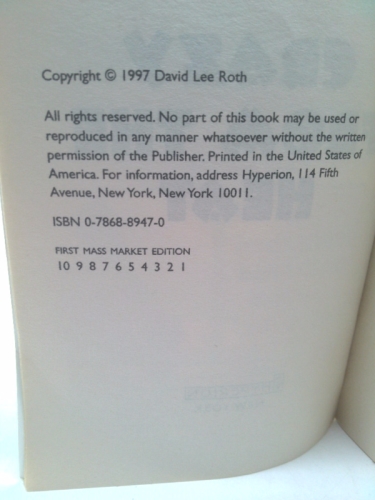 Copyright © 1997 David Lee Roth
All rights reserved. No part of this book may be used or
reproduced in any manner whatsoever without the written
permission of the Publisher. Printed in the United States of
America. For information, address Hyperion, 114 Fifth
Avenue, New York, New York 10011.
ISBN 0-7868-8947-0
FIRST MASS MARKET EDITION
10 9 8 7 6 5 4 3 2 1